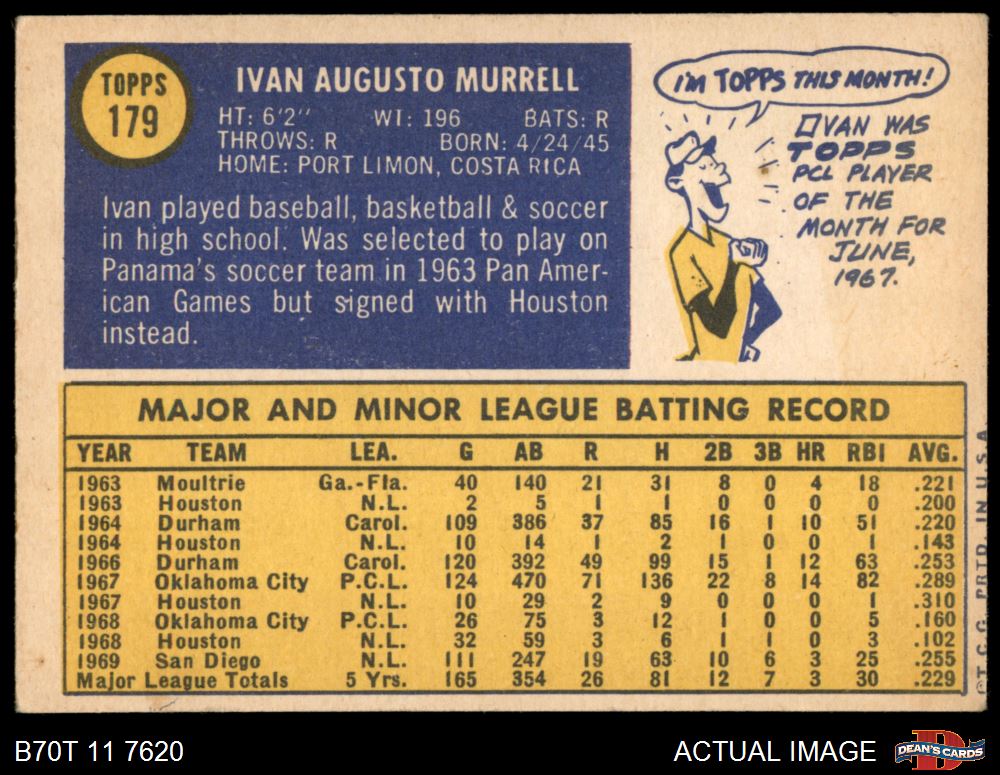 TOPPS
179
IVAN AUGUSTO MURRELL
HT: 6'2" WT: 196 BATS: R
THROWS: R BORN: 4/24/45
HOME: PORT LIMON, COSTA RICA
Ivan played baseball, basketball & soccer
in high school. Was selected to play on
Panama's soccer team in 1963 Pan Amer-
ican Games but signed with Houston
instead.
I'M TOPPS THIS MONTH!
IVAN WAS
TOPPS
PCL PLAYER
OF THE
MONTH FOR
JUNE,
1967.
MAJOR AND MINOR LEAGUE BATTING RECORD
YEAR TEAM LEA. G AB R H 2B 3B HR RBI AVG.
1963 Moultrie Ga.-Fla. 40 140 21 31 8 0 4 18 .221
1963 Houston N.L. 2 5 1 1 0 0 0 0 .200
1964 Durham Carol. 109 386 37 85 16 1 10 51 .220
1964 Houston N.L. 10 14 1 2 1 0 0 1 .143
1966 Durham Carol. 120 392 49 99 15 1 12 63 .253
1967 Oklahoma City P.C.L. 124 470 71 136 22 8 14 82 .289
1967 Houston N.L. 10 29 2 9 0 0 0 1 .310
1968 Oklahoma City P.C.L. 26 75 3 12 1 0 0 5 .160
1968 Houston N.L. 32 59 3 6 1 1 0 3 .102
1969 San Diego N.L. 111 247 19 63 10 6 3 25 .255
Major League Totals 5 Yrs. 165 354 26 81 12 7 3 30 .229
©T.C.G. PRTD. IN U.S.A.
B70T 11 7620
ACTUAL IMAGE
DEAN'S CARDS